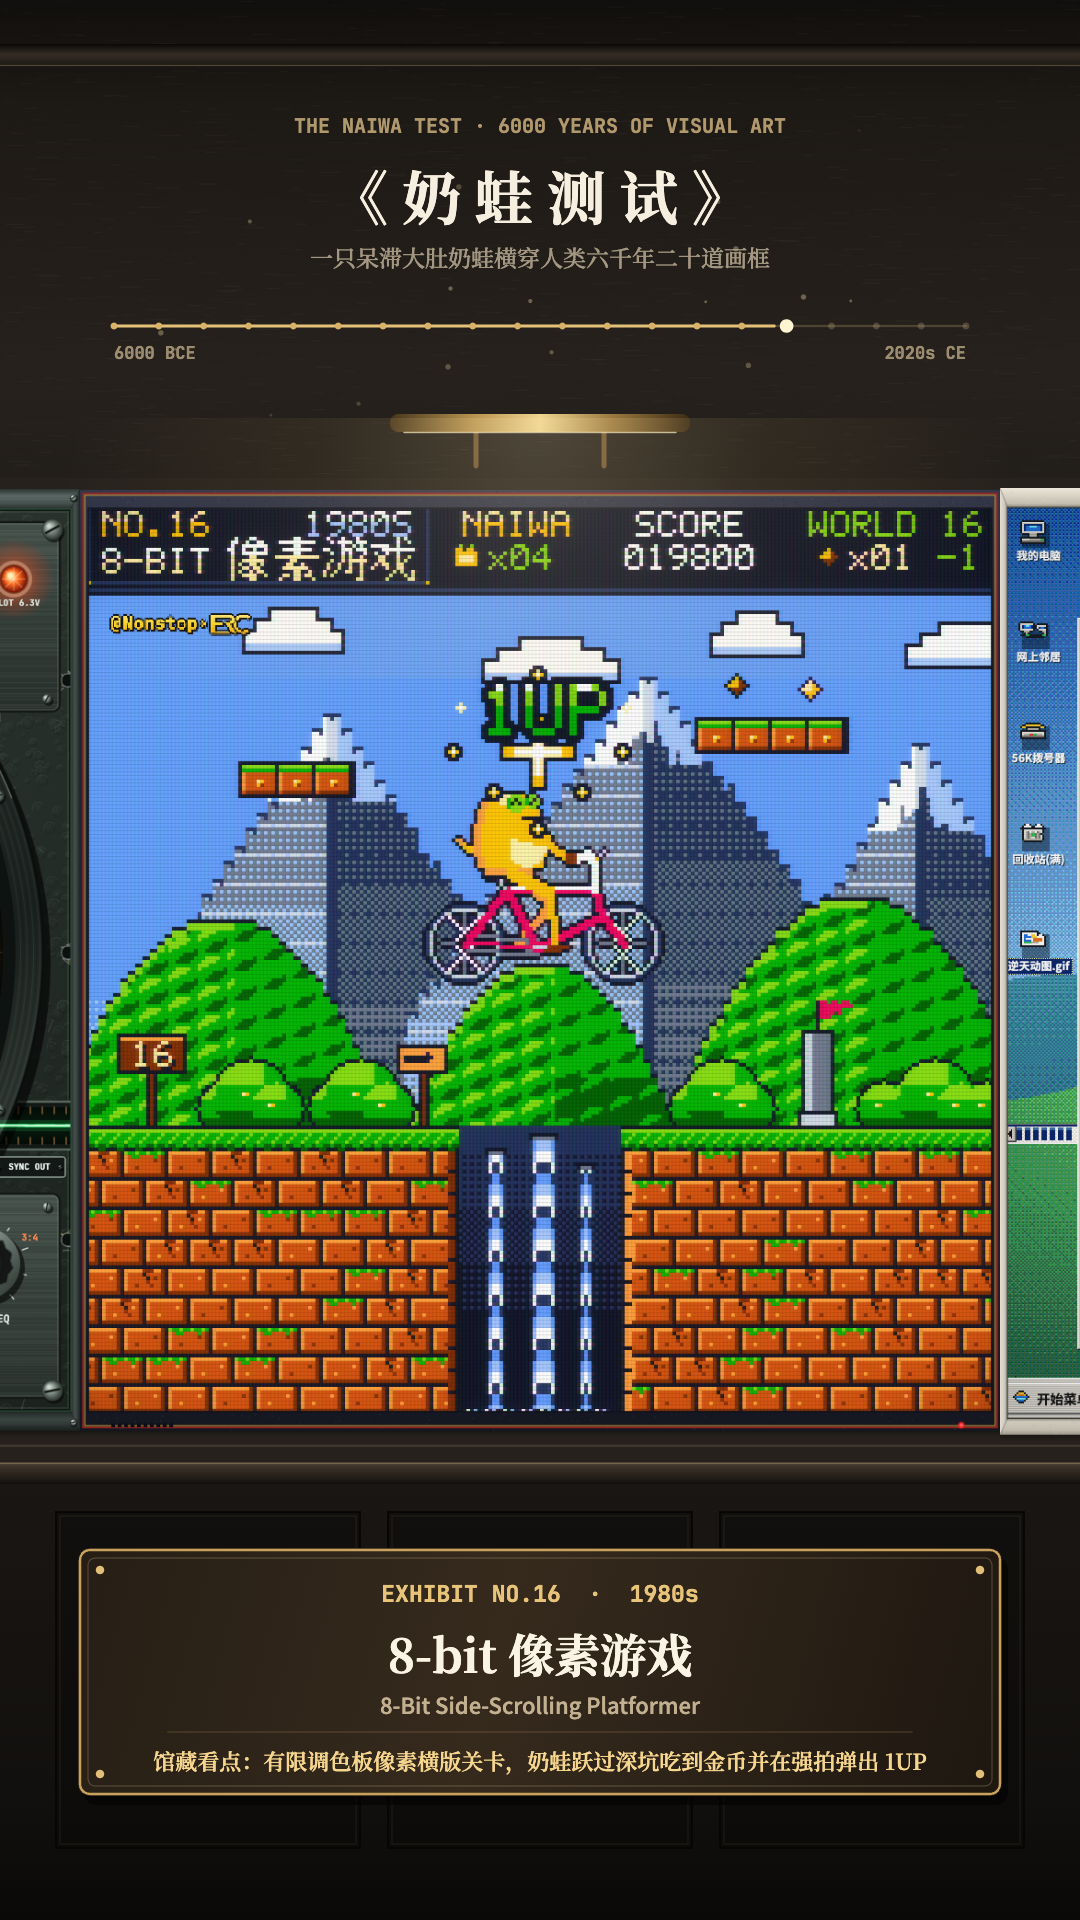 THE NAIWA TEST · 6000 YEARS OF VISUAL ART
《奶蛙测试》
一只呆滞大肚奶蛙横穿人类六千年二十道画框
6000 BCE
2020s CE
NO.16 1980S
8-BIT 像素游戏
NAIWA
x04
SCORE
019800
WORLD 16
x01 -1
@Nonstop×ERC
1UP
16
LOT 6.3V
SYNC OUT
3:4
EQ
我的电脑
网上邻居
56K拨号器
回收站(满)
逆天动图.gif
开始菜单
EXHIBIT NO.16 · 1980s
8-bit 像素游戏
8-Bit Side-Scrolling Platformer
馆藏看点：有限调色板像素横版关卡，奶蛙跃过深坑吃到金币并在强拍弹出 1UP